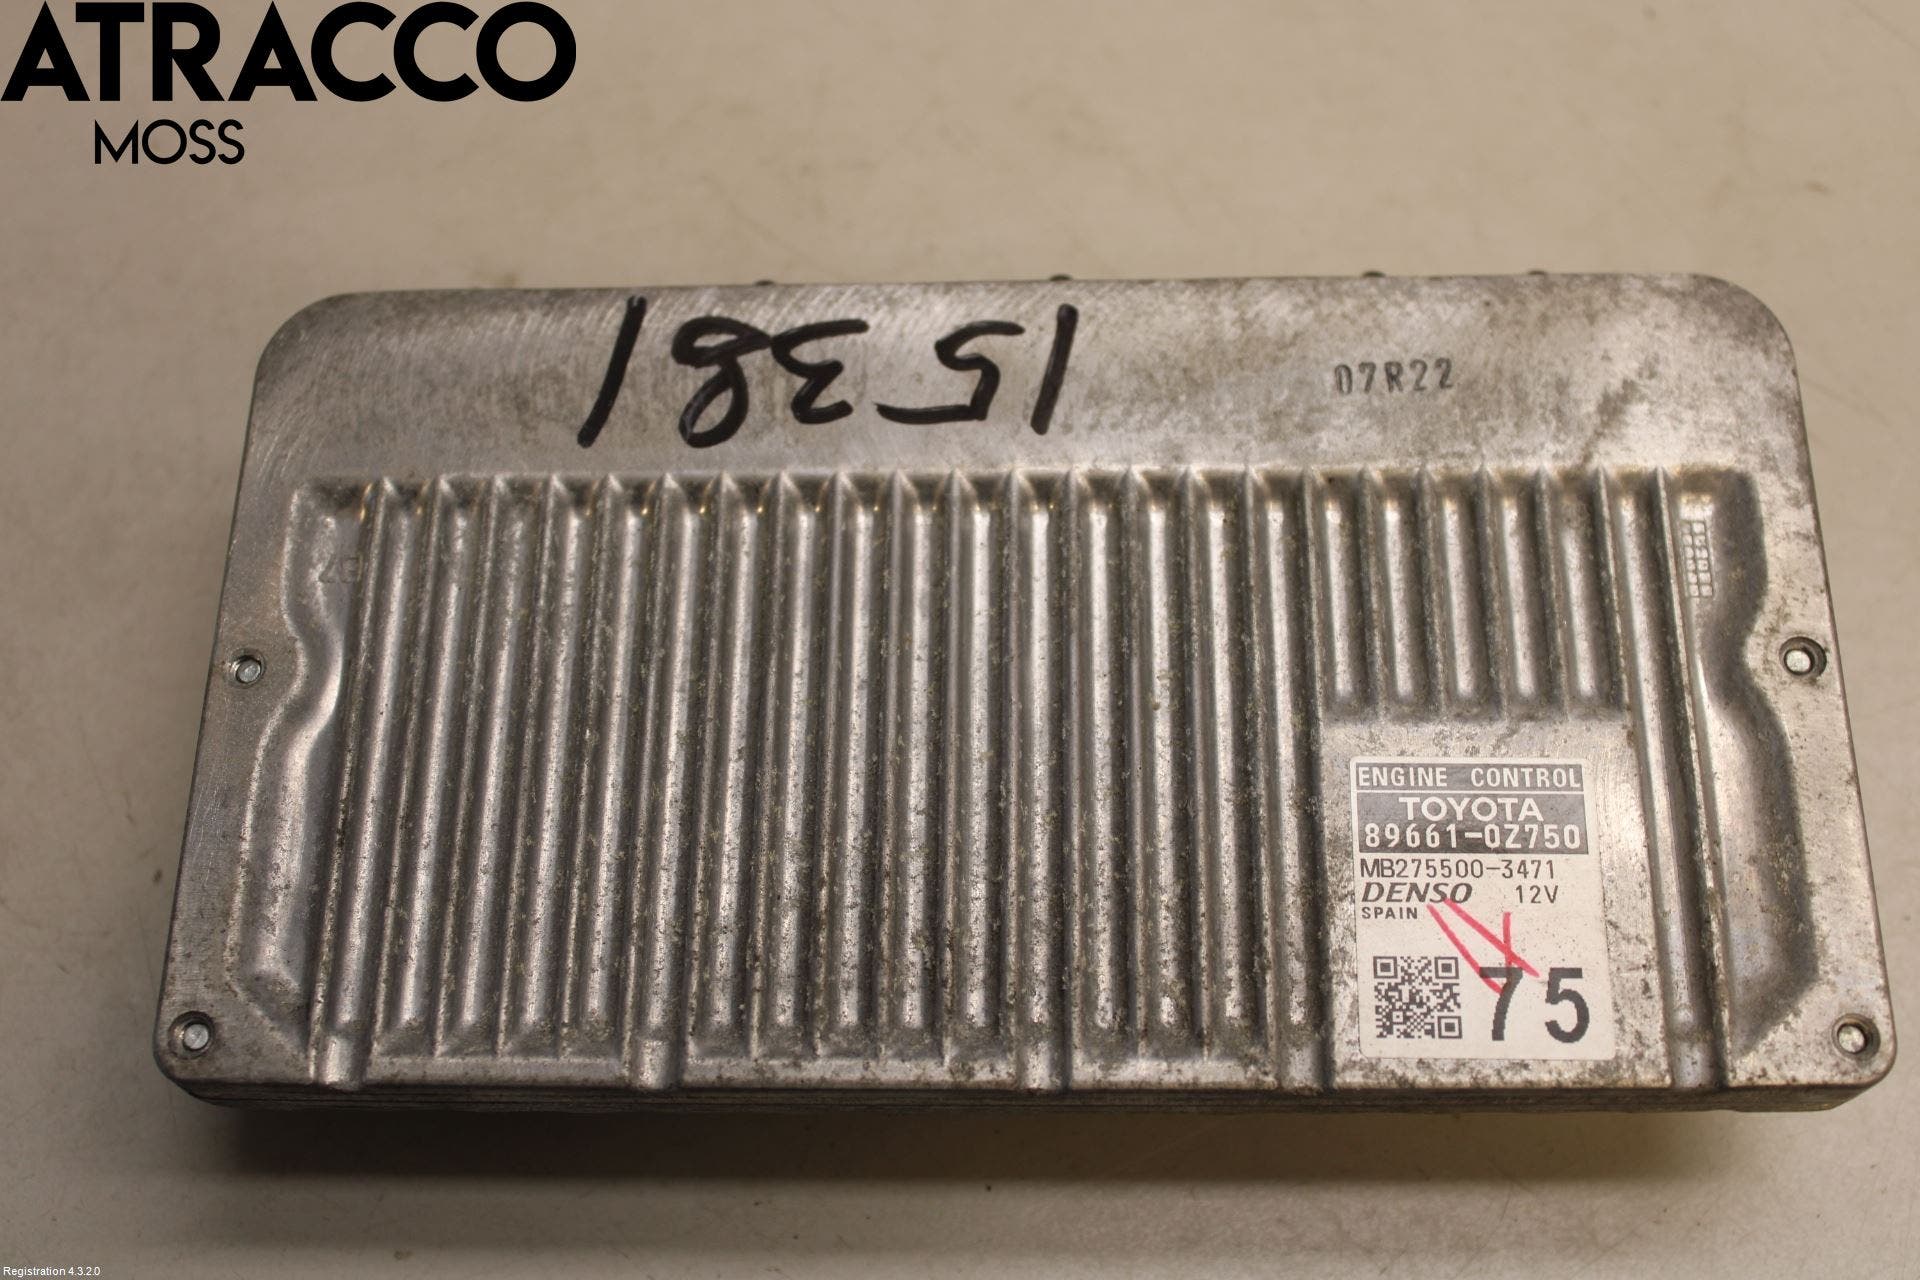 ATRACCO
MOSS
15381
07R22
ENGINE CONTROL
TOYOTA
89661-0Z750
MB275500-3471
DENSO 12V
SPAIN
75
Registration 4.3.2.0